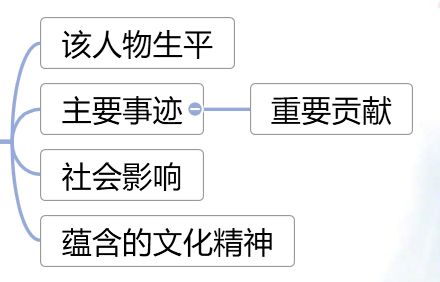 该人物生平
主要事迹
重要贡献
社会影响
蕴含的文化精神